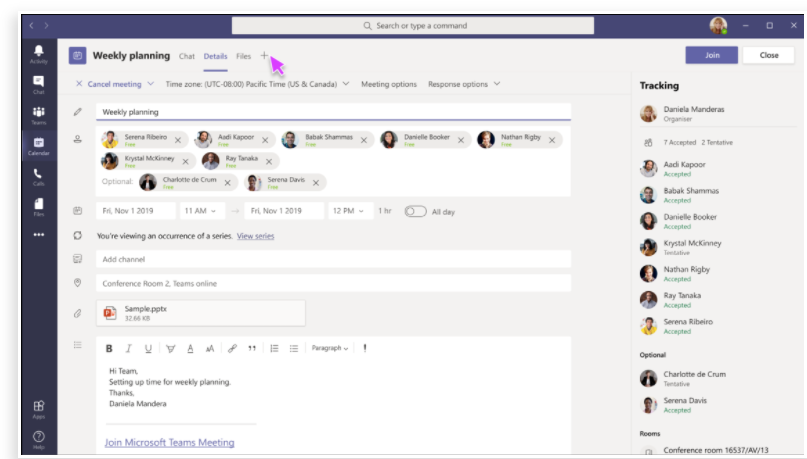 Search or type a command
Activity
Chat
Teams
Calendar
Calls
Files
Apps
Help
Weekly planning Chat Details Files
Join Close
Cancel meeting Time zone: (UTC-08:00) Pacific Time (US & Canada) Meeting options Response options
Weekly planning
Serena Ribeiro Aadi Kapoor Babak Shammas Danielle Booker Nathan Rigby
Free Free Free Free Free
Krystal McKinney Ray Tanaka
Free Free
Optional: Charlotte de Crum Serena Davis
Free Free
Fri, Nov 1 2019 11 AM → Fri, Nov 1 2019 12 PM 1 hr All day
You're viewing an occurrence of a series. View series
Add channel
Conference Room 2, Teams online
Sample.pptx
32.66 KB
B I U A AA Paragraph !
Hi Team,
Setting up time for weekly planning.
Thanks,
Daniela Mandera
Join Microsoft Teams Meeting
Tracking
Daniela Manderas
Organiser
7 Accepted 2 Tentative
Aadi Kapoor
Accepted
Babak Shammas
Accepted
Danielle Booker
Accepted
Krystal McKinney
Tentative
Nathan Rigby
Accepted
Ray Tanaka
Accepted
Serena Ribeiro
Accepted
Optional
Charlotte de Crum
Tentative
Serena Davis
Accepted
Rooms
Conference room 16537/AV/13